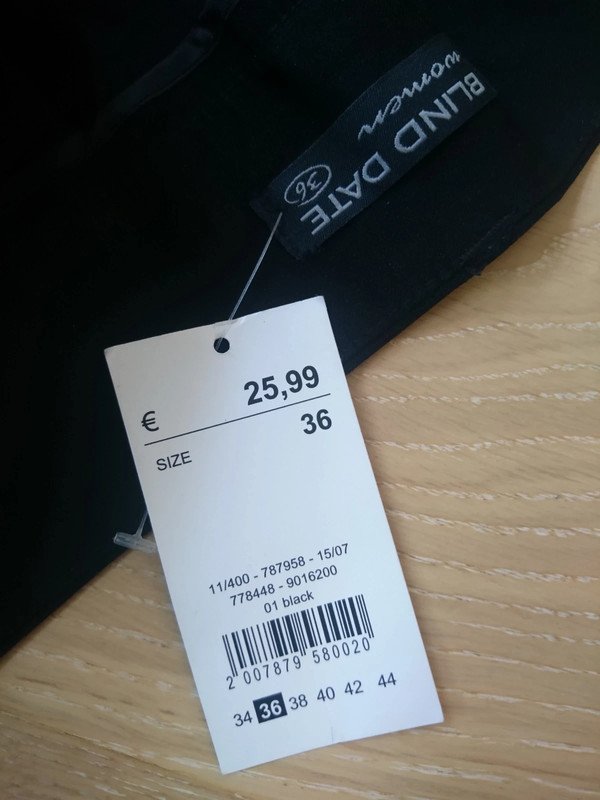 BLIND DATE
women
36
€ 25,99
SIZE 36
11/400 - 787958 - 15/07
778448 - 9016200
01 black
2 007879 580020
34 36 38 40 42 44